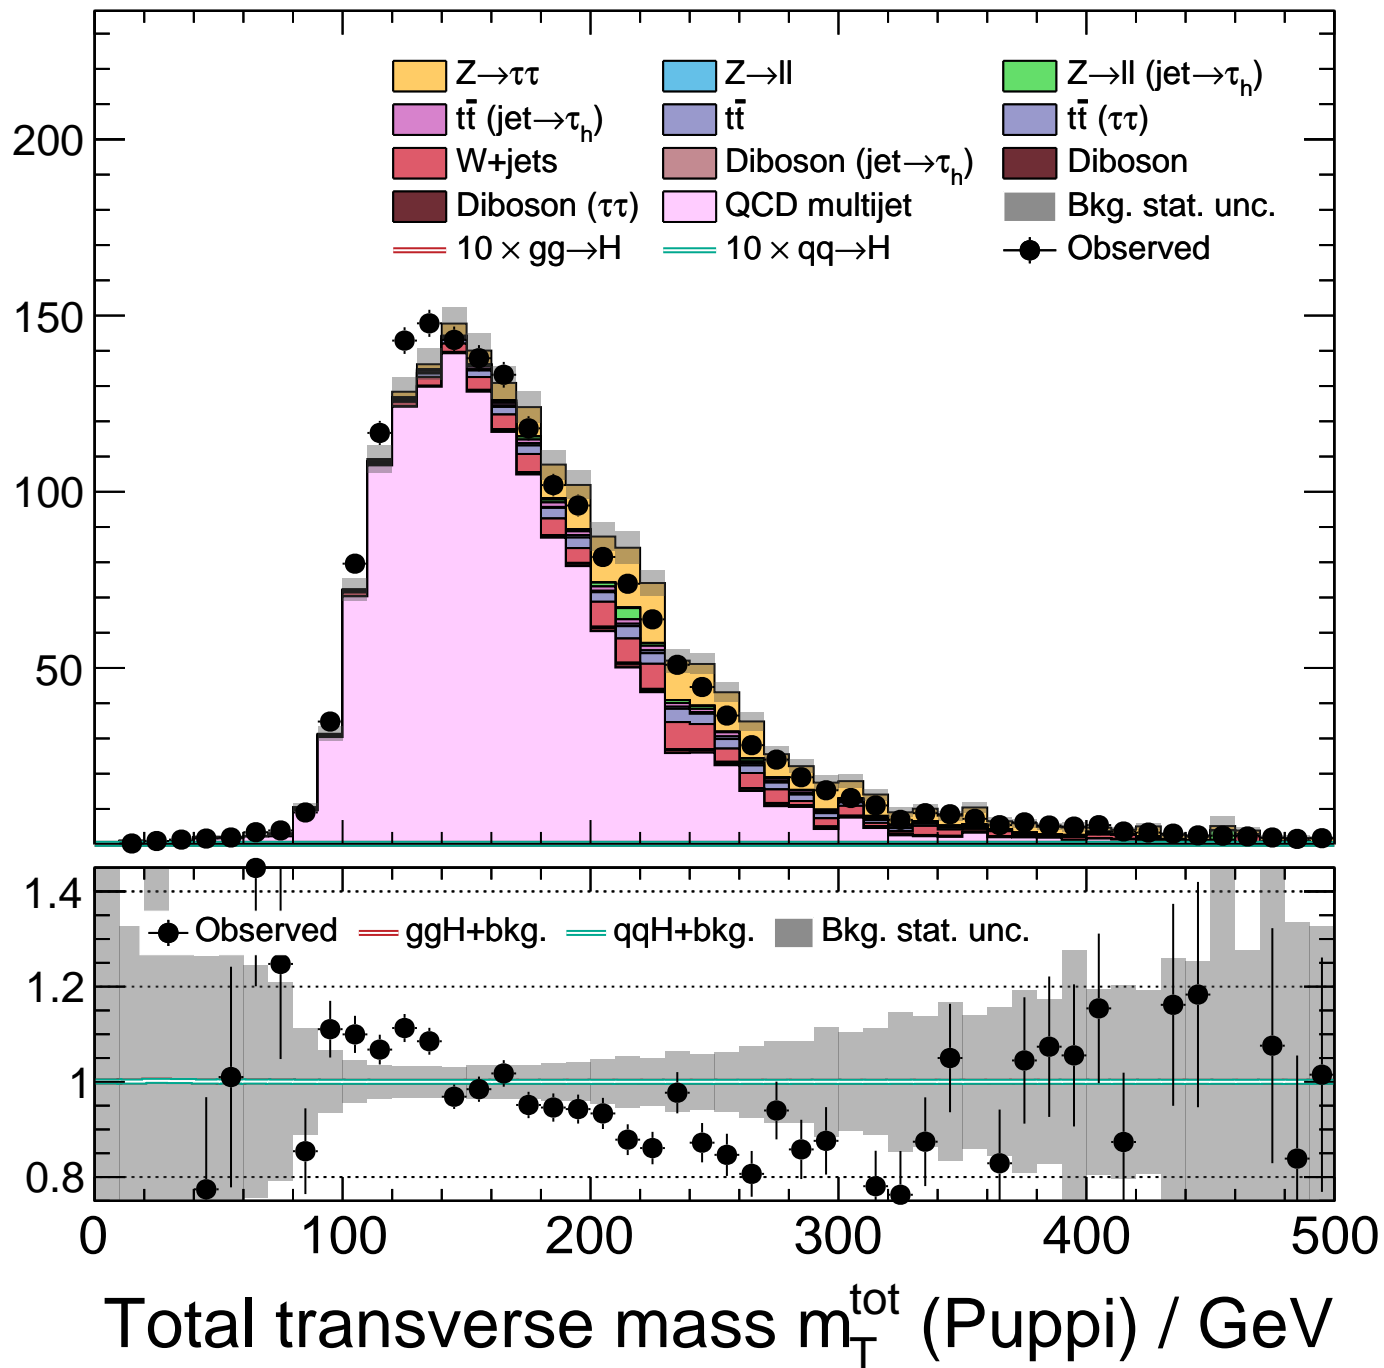 Z→ττ Z→ll Z→ll (jet→τ_h)
tt̄ (jet→τ_h) tt̄ tt̄ (ττ)
W+jets Diboson (jet→τ_h) Diboson
Diboson (ττ) QCD multijet Bkg. stat. unc.
10 × gg→H 10 × qq→H Observed
200
150
100
50
1.4
Observed ggH+bkg. qqH+bkg. Bkg. stat. unc.
1.2
1
0.8
0 100 200 300 400 500
Total transverse mass m_T^tot (Puppi) / GeV